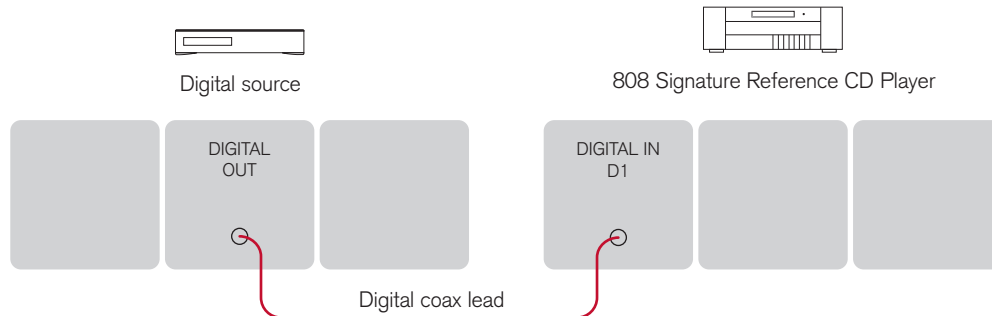 Digital source
808 Signature Reference CD Player
DIGITAL
OUT
DIGITAL IN
D1
Digital coax lead